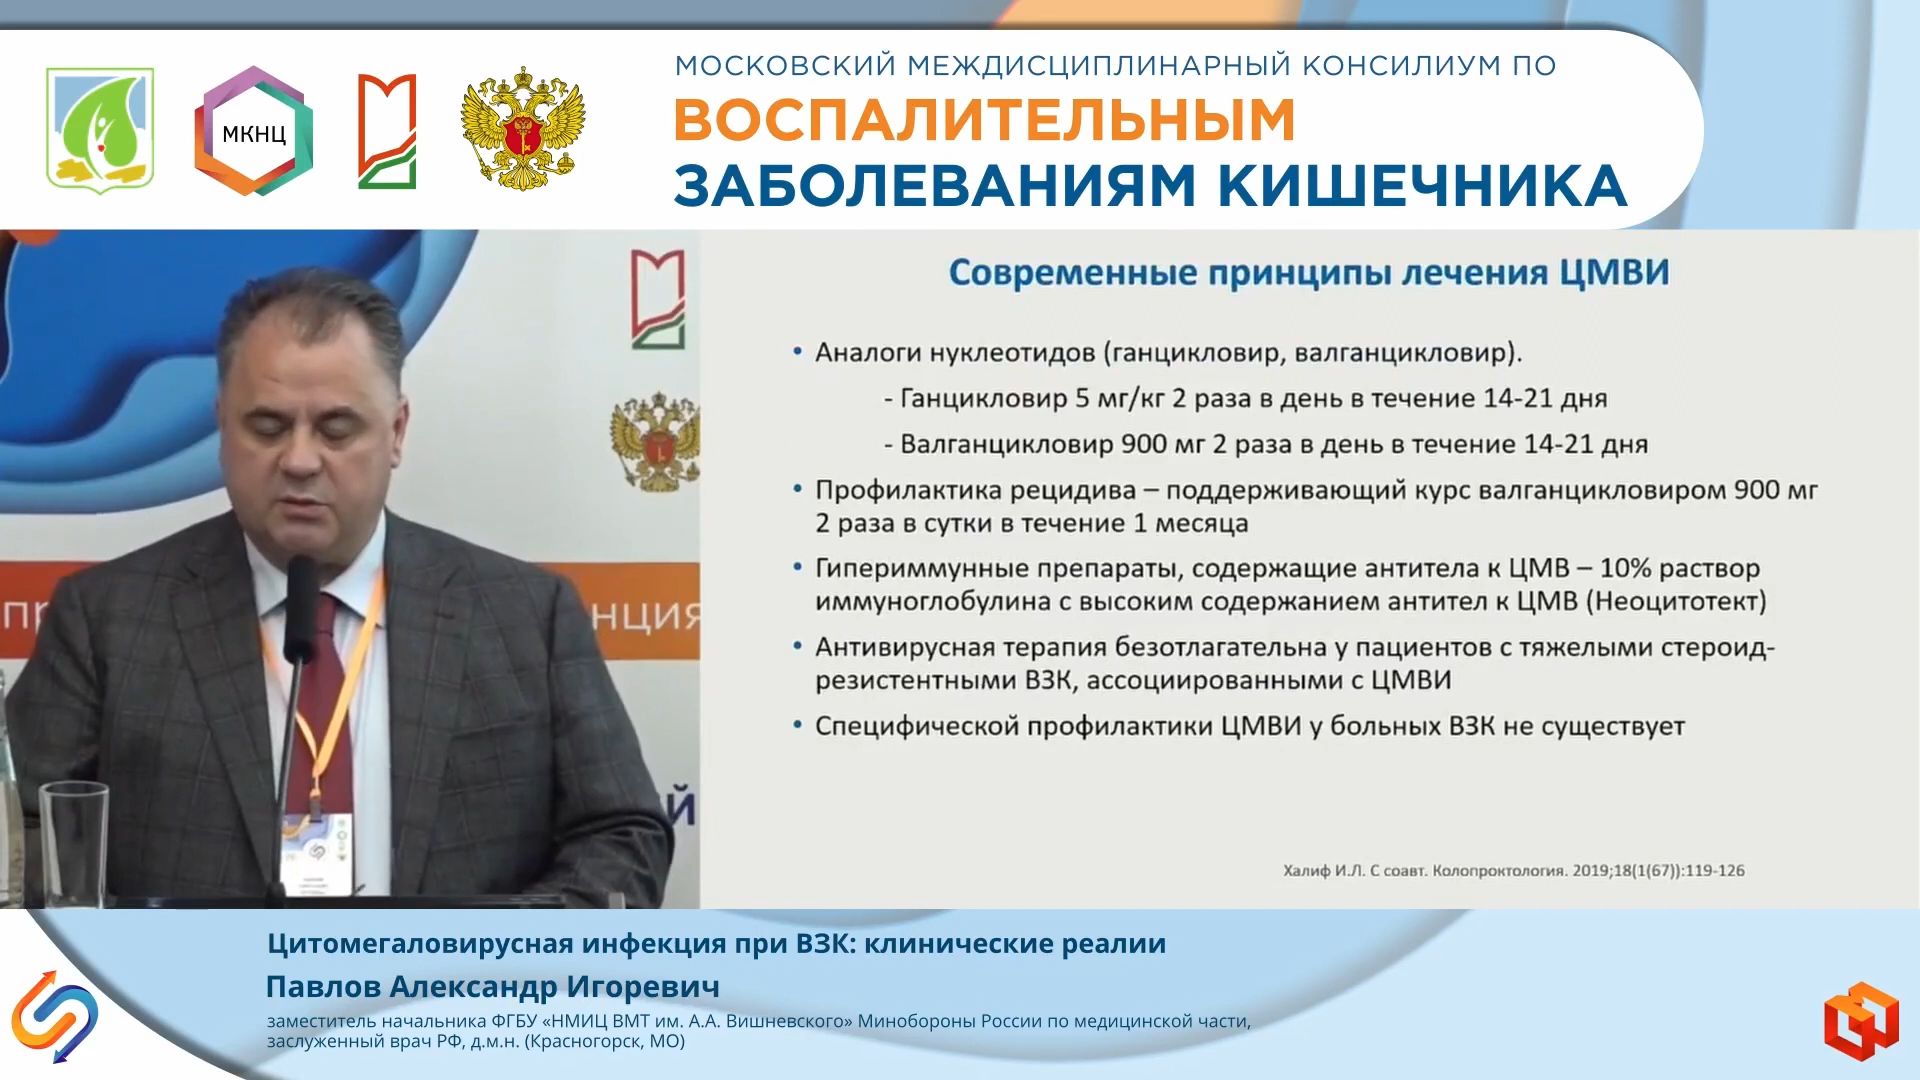 МКНЦ
МОСКОВСКИЙ МЕЖДИСЦИПЛИНАРНЫЙ КОНСИЛИУМ ПО
ВОСПАЛИТЕЛЬНЫМ
ЗАБОЛЕВАНИЯМ КИШЕЧНИКА
Современные принципы лечения ЦМВИ
• Аналоги нуклеотидов (ганцикловир, валганцикловир).
- Ганцикловир 5 мг/кг 2 раза в день в течение 14-21 дня
- Валганцикловир 900 мг 2 раза в день в течение 14-21 дня
• Профилактика рецидива – поддерживающий курс валганцикловиром 900 мг
2 раза в сутки в течение 1 месяца
• Гипериммунные препараты, содержащие антитела к ЦМВ – 10% раствор
иммуноглобулина с высоким содержанием антител к ЦМВ (Неоцитотект)
• Антивирусная терапия безотлагательна у пациентов с тяжелыми стероид-
резистентными ВЗК, ассоциированными с ЦМВИ
• Специфической профилактики ЦМВИ у больных ВЗК не существует
Халиф И.Л. С соавт. Колопроктология. 2019;18(1(67)):119-126
Цитомегаловирусная инфекция при ВЗК: клинические реалии
Павлов Александр Игоревич
заместитель начальника ФГБУ «НМИЦ ВМТ им. А.А. Вишневского» Минобороны России по медицинской части,
заслуженный врач РФ, д.м.н. (Красногорск, МО)